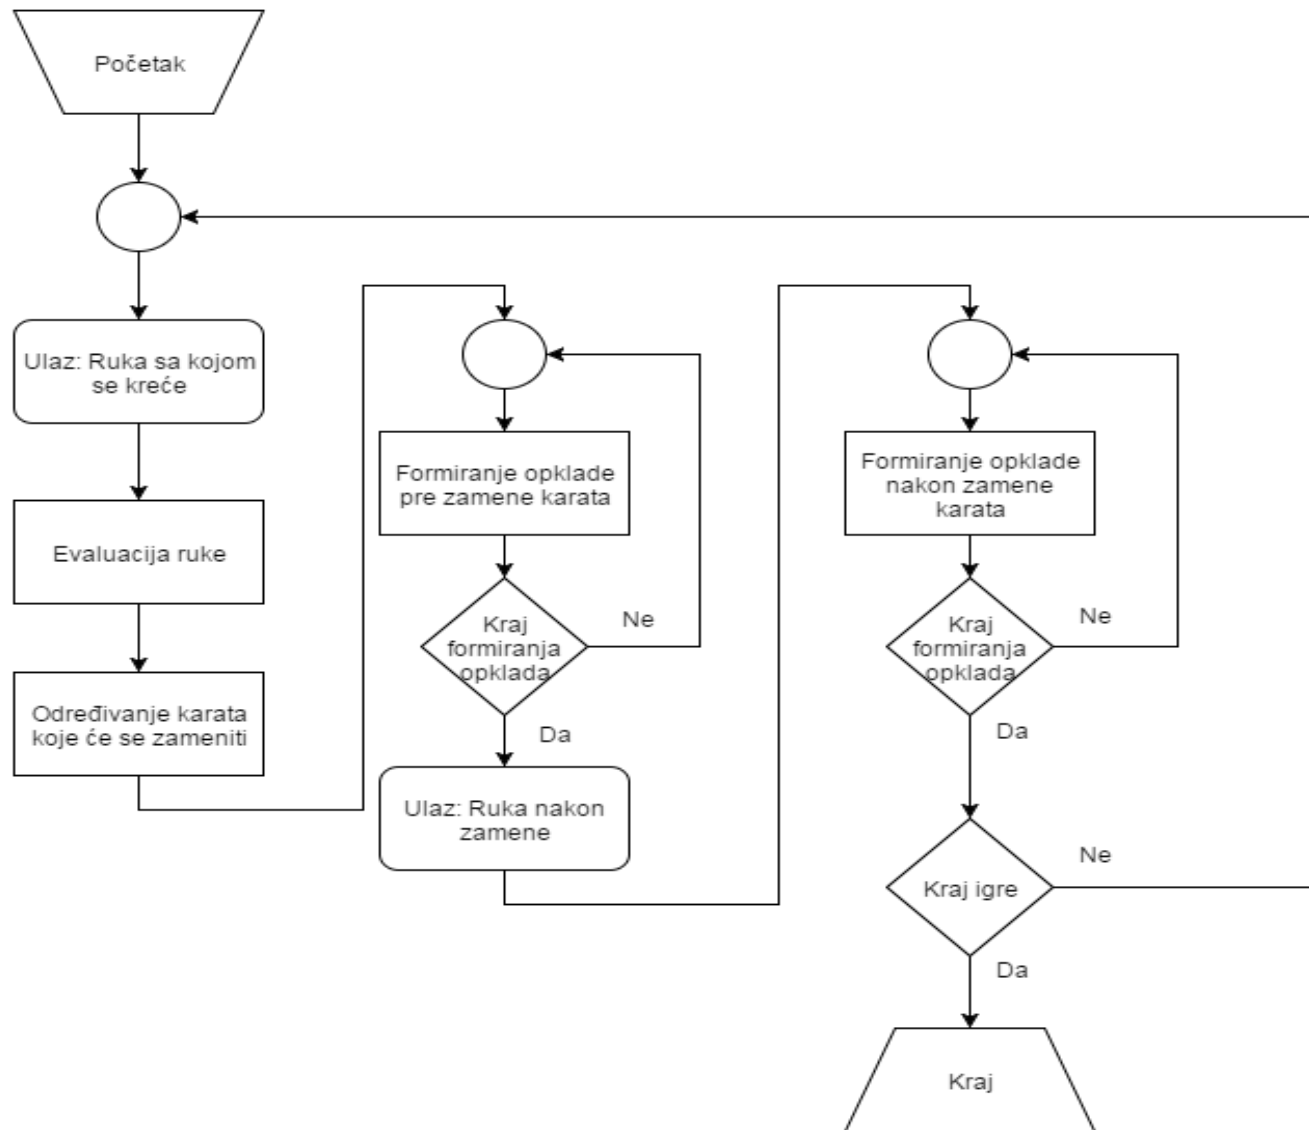 Početak
Ulaz: Ruka sa kojom
se kreće
Evaluacija ruke
Određivanje karata
koje će se zameniti
Formiranje opklade
pre zamene karata
Kraj
formiranja
opklada
Ne
Da
Ulaz: Ruka nakon
zamene
Formiranje opklade
nakon zamene
karata
Kraj
formiranja
opklada
Ne
Da
Kraj igre
Ne
Da
Kraj